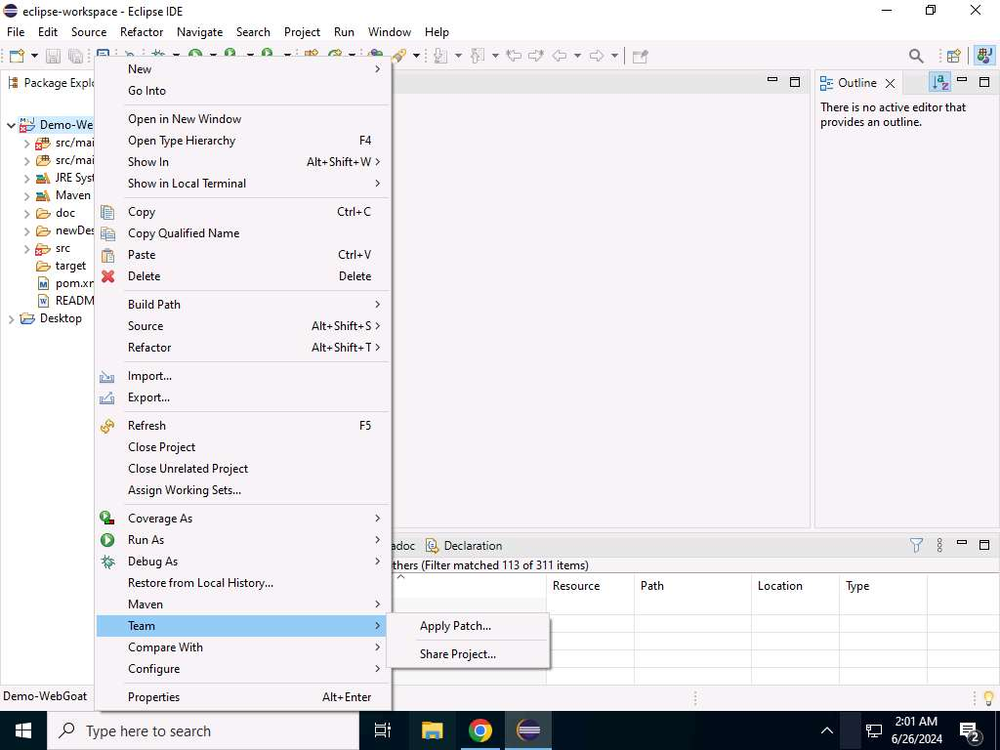 eclipse-workspace - Eclipse IDE
File Edit Source Refactor Navigate Search Project Run Window Help
Package Explo
Outline
There is no active editor that
provides an outline.
Demo-We
src/mai
src/mai
JRE Syst
Maven
doc
newDes
src
target
pom.xm
READM
Desktop
New
Go Into
Open in New Window
Open Type Hierarchy F4
Show In Alt+Shift+W
Show in Local Terminal
Copy Ctrl+C
Copy Qualified Name
Paste Ctrl+V
Delete Delete
Build Path
Source Alt+Shift+S
Refactor Alt+Shift+T
Import...
Export...
Refresh F5
Close Project
Close Unrelated Project
Assign Working Sets...
Coverage As
Run As
Debug As
Restore from Local History...
Maven
Team
Compare With
Configure
Properties Alt+Enter
Apply Patch...
Share Project...
adoc Declaration
thers (Filter matched 113 of 311 items)
Resource Path Location Type
Demo-WebGoat
Type here to search
2:01 AM
6/26/2024
2